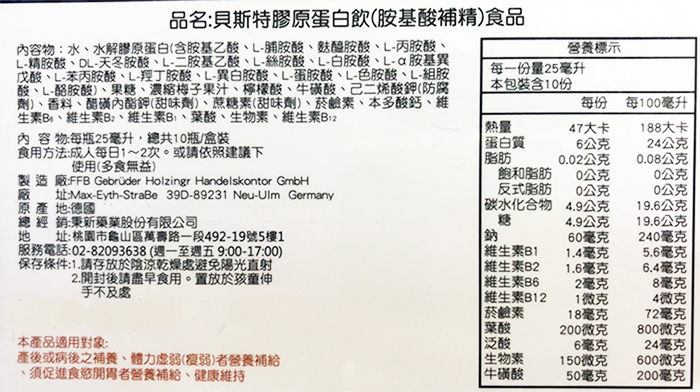 品名:貝斯特膠原蛋白飲(胺基酸補精)食品
內容物：水、水解膠原蛋白(含胺基乙酸、L-脯胺酸、麩醯胺酸、L-丙胺酸、
L-精胺酸、DL-天冬胺酸、L-二胺基乙酸、L-絲胺酸、L-白胺酸、L-α胺基異
戊酸、L-苯丙胺酸、L-羥丁胺酸、L-異白胺酸、L-蛋胺酸、L-色胺酸、L-組胺
酸、L-酪胺酸)、果糖、濃縮梅子果汁、檸檬酸、牛磺酸、己二烯酸鉀(防腐
劑)、香料、醋磺內酯鉀(甜味劑)、蔗糖素(甜味劑)、菸鹼素、本多酸鈣、維
生素B6、維生素B2、維生素B1、葉酸、生物素、維生素B12
內 容 物:每瓶25毫升，總共10瓶/盒裝
食用方法:成人每日1～2次。或請依照建議下
使用(多食無益)
製 造 廠:FFB Gebrüder Holzingr Handelskontor GmbH
廠 址:Max-Eyth-StraBe 39D-89231 Neu-Ulm Germany
原 產 地:德國
總 經 銷:秉新藥業股份有限公司
地 址:桃園市龜山區萬壽路一段492-19號5樓1
服務電話:02-82093638 (週一至週五 9:00-17:00)
保存條件:1.請存放於陰涼乾燥處避免陽光直射
2.開封後請盡早食用。置放於孩童伸
手不及處
本產品適用對象:
產後或病後之補養、體力虛弱(瘦弱)者營養補給
、須促進食慾開胃者營養補給、健康維持
營養標示
每一份量25毫升
本包裝含10份
每份 每100毫升
熱量 47大卡 188大卡
蛋白質 6公克 24公克
脂肪 0.02公克 0.08公克
飽和脂肪 0公克 0公克
反式脂肪 0公克 0公克
碳水化合物 4.9公克 19.6公克
糖 4.9公克 19.6公克
鈉 60毫克 240毫克
維生素B1 1.4毫克 5.6毫克
維生素B2 1.6毫克 6.4毫克
維生素B6 2毫克 8毫克
維生素B12 1微克 4微克
菸鹼素 18毫克 72毫克
葉酸 200微克 800微克
泛酸 6毫克 24毫克
生物素 150微克 600微克
牛磺酸 50毫克 200毫克